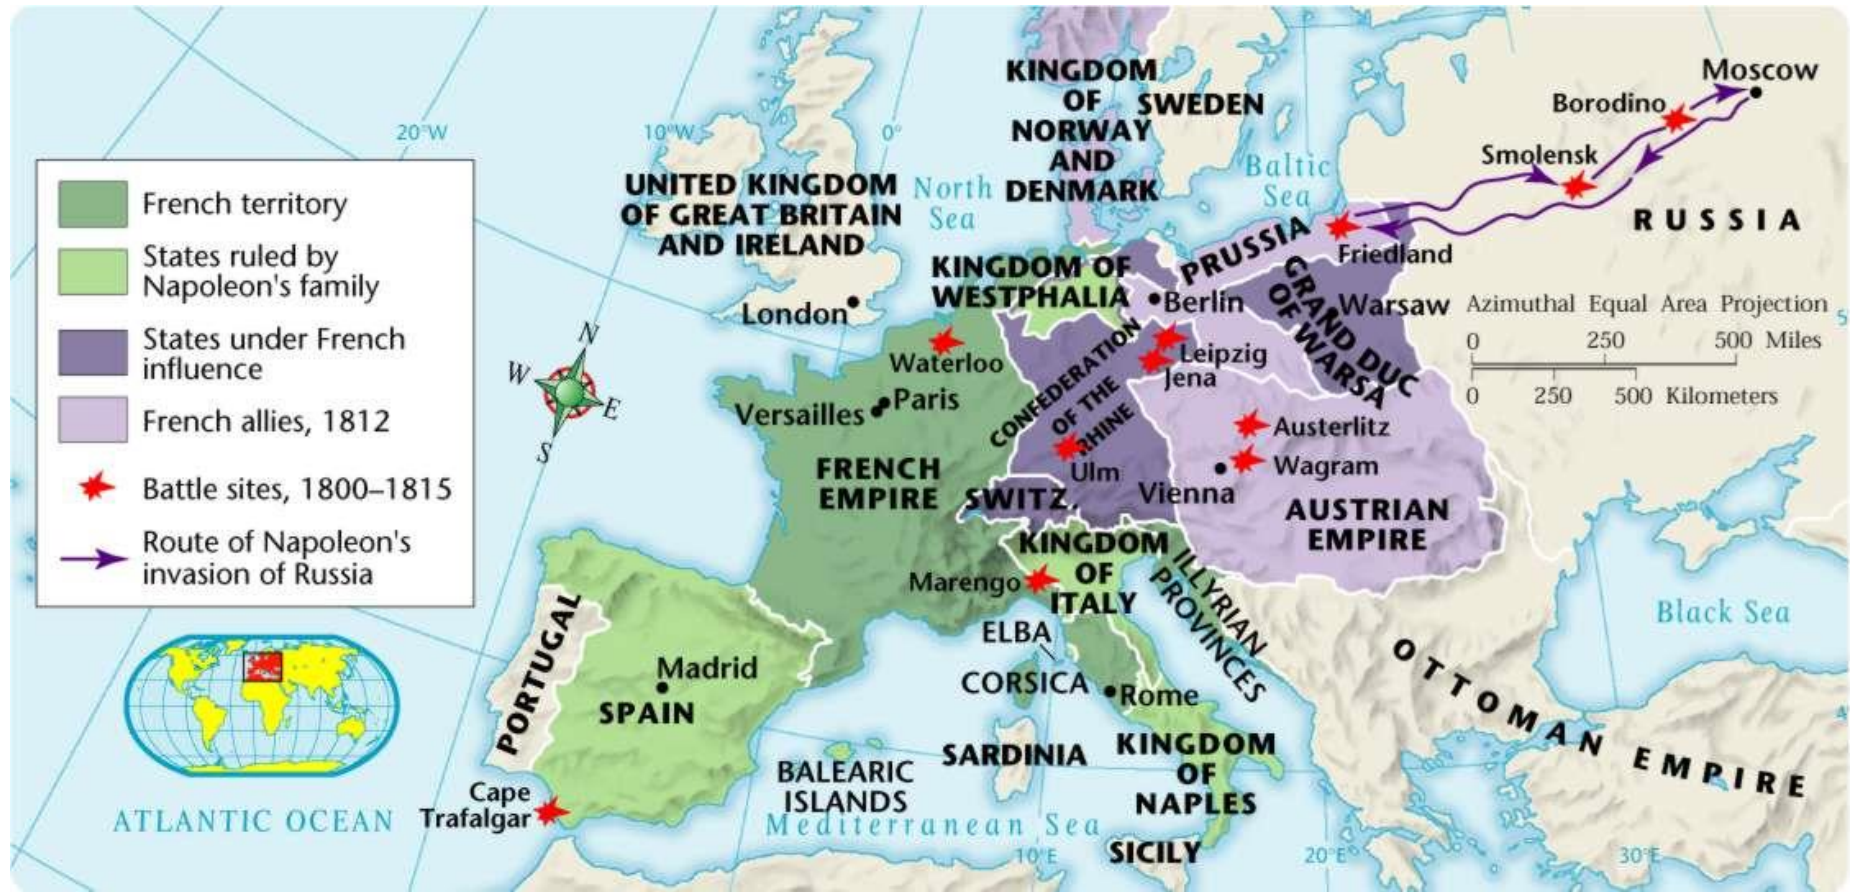 French territory
States ruled by
Napoleon's family
States under French
influence
French allies, 1812
Battle sites, 1800–1815
Route of Napoleon's
invasion of Russia
N
W
E
S
20°W
10°W
0°
KINGDOM
OF
NORWAY
AND
DENMARK
SWEDEN
Baltic
Sea
Moscow
Borodino
Smolensk
RUSSIA
UNITED KINGDOM
OF GREAT BRITAIN
AND IRELAND
North
Sea
London
PRUSSIA
Friedland
KINGDOM OF
WESTPHALIA
Berlin
GRAND DUC
OF WARSA
Warsaw
Azimuthal Equal Area Projection
0 250 500 Miles
0 250 500 Kilometers
5
Waterloo
Leipzig
Jena
CONFEDERATION
OF THE
RHINE
Versailles
Paris
Austerlitz
Wagram
Ulm
Vienna
FRENCH
EMPIRE
SWITZ.
AUSTRIAN
EMPIRE
KINGDOM
OF
ITALY
Marengo
ILLYRIAN
PROVINCES
ELBA
CORSICA
Rome
Black Sea
OTTOMAN EMPIRE
4
PORTUGAL
Madrid
SPAIN
SARDINIA
KINGDOM
OF
NAPLES
BALEARIC
ISLANDS
Cape
Trafalgar
ATLANTIC OCEAN
Mediterranean Sea
SICILY
10°E
20°E
30°E